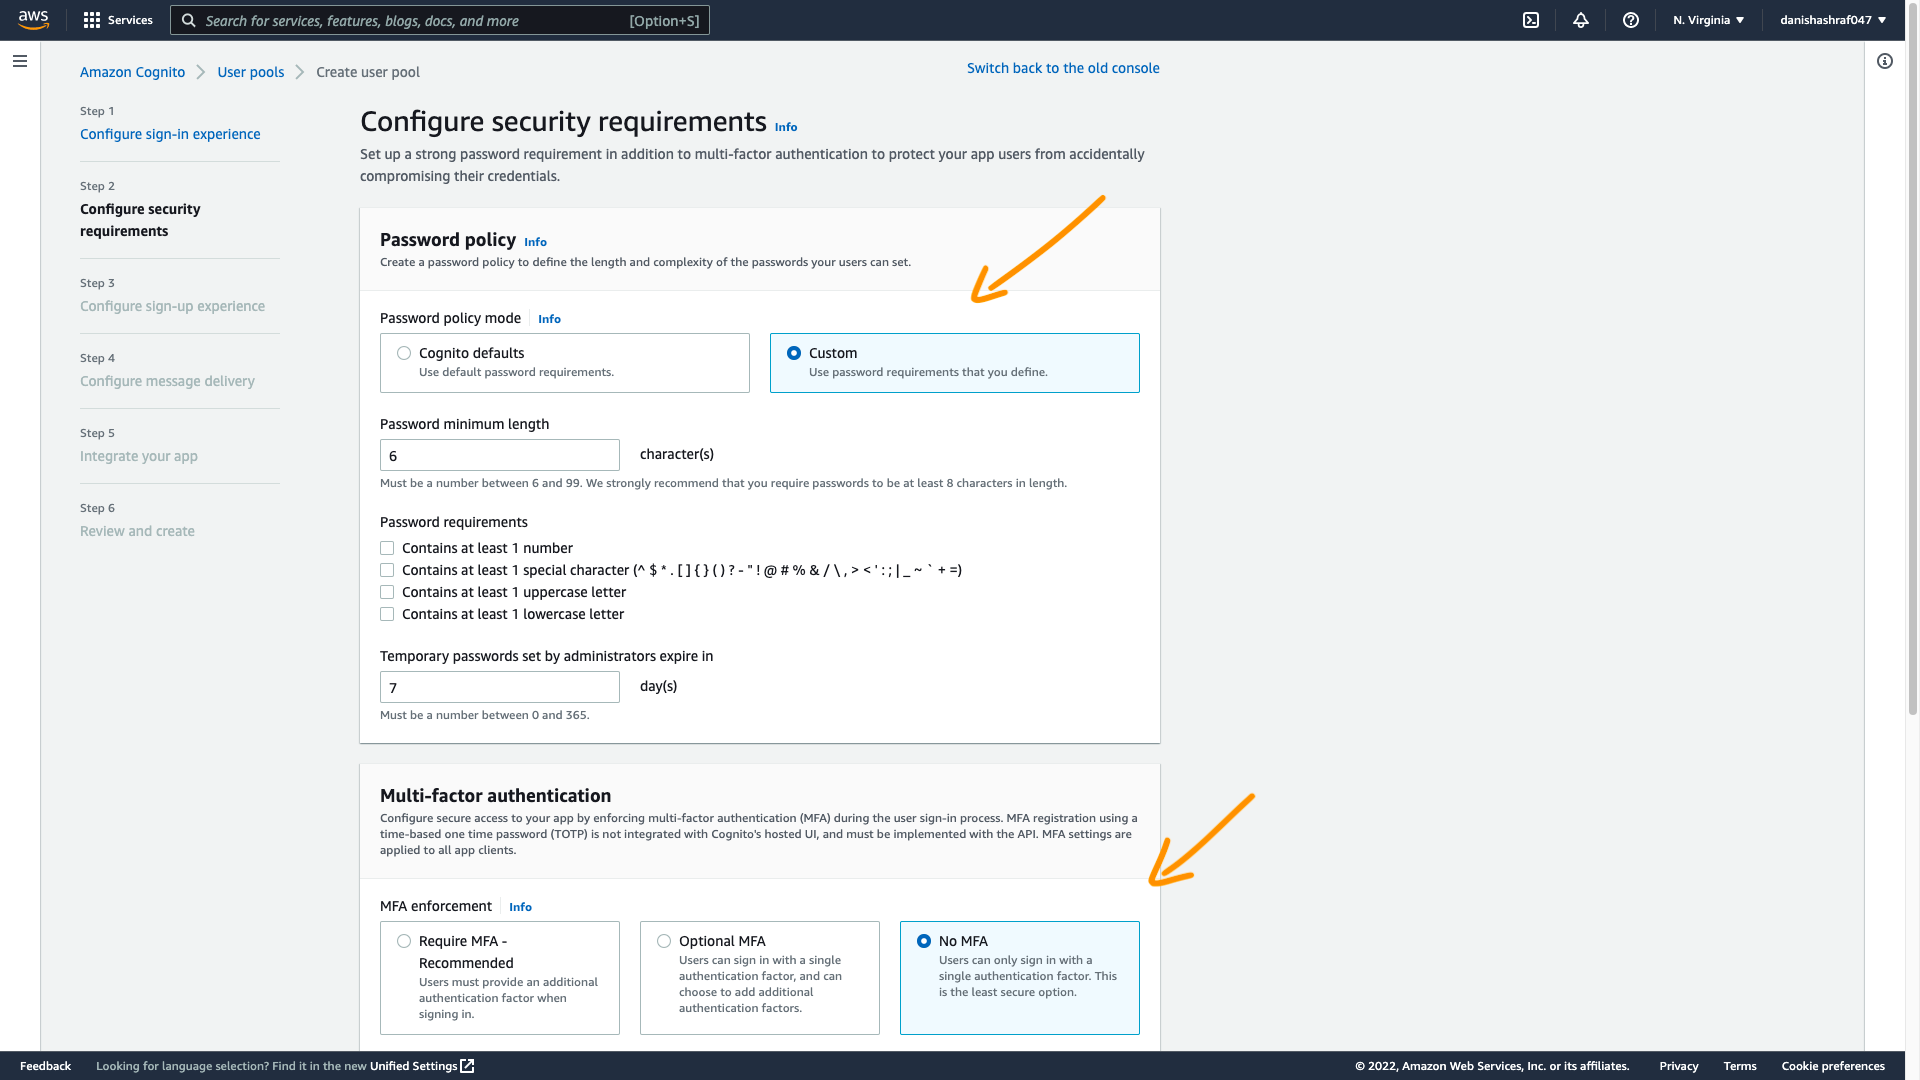 aws
Services
Search for services, features, blogs, docs, and more
[Option+S]
N. Virginia
danishashraf047
Amazon Cognito
User pools
Create user pool
Switch back to the old console
Step 1
Configure sign-in experience
Step 2
Configure security
requirements
Step 3
Configure sign-up experience
Step 4
Configure message delivery
Step 5
Integrate your app
Step 6
Review and create
Configure security requirements Info
Set up a strong password requirement in addition to multi-factor authentication to protect your app users from accidentally
compromising their credentials.
Password policy Info
Create a password policy to define the length and complexity of the passwords your users can set.
Password policy mode Info
Cognito defaults
Use default password requirements.
Custom
Use password requirements that you define.
Password minimum length
6
character(s)
Must be a number between 6 and 99. We strongly recommend that you require passwords to be at least 8 characters in length.
Password requirements
Contains at least 1 number
Contains at least 1 special character (^ $ * . [ ] { } ( ) ? - " ! @ # % & / \ , > < ' : ; | _ ~ ` + =)
Contains at least 1 uppercase letter
Contains at least 1 lowercase letter
Temporary passwords set by administrators expire in
7
day(s)
Must be a number between 0 and 365.
Multi-factor authentication
Configure secure access to your app by enforcing multi-factor authentication (MFA) during the user sign-in process. MFA registration using a
time-based one time password (TOTP) is not integrated with Cognito's hosted UI, and must be implemented with the API. MFA settings are
applied to all app clients.
MFA enforcement Info
Require MFA -
Recommended
Users must provide an additional
authentication factor when
signing in.
Optional MFA
Users can sign in with a single
authentication factor, and can
choose to add additional
authentication factors.
No MFA
Users can only sign in with a
single authentication factor. This
is the least secure option.
Feedback
Looking for language selection? Find it in the new Unified Settings
© 2022, Amazon Web Services, Inc. or its affiliates.
Privacy
Terms
Cookie preferences